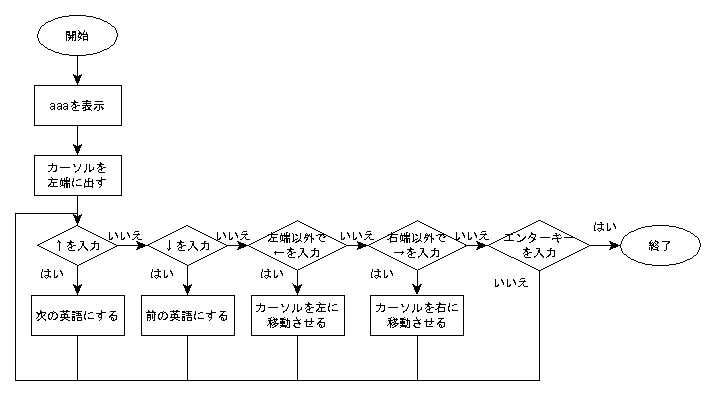 開始
aaaを表示
カーソルを
左端に出す
↑を入力
いいえ
↓を入力
いいえ
左端以外で
←を入力
いいえ
右端以外で
→を入力
いいえ
エンターキー
を入力
はい
終了
はい
はい
はい
はい
いいえ
次の英語にする
前の英語にする
カーソルを左に
移動させる
カーソルを右に
移動させる